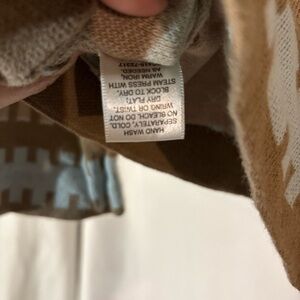 HAND WASH
SEPARATELY, COLD.
NO BLEACH, DO NOT
WRING OR TWIST.
DRY FLAT,
BLOCK TO DRY.
STEAM PRESS WITH
WARM IRON,
AS NEEDED.